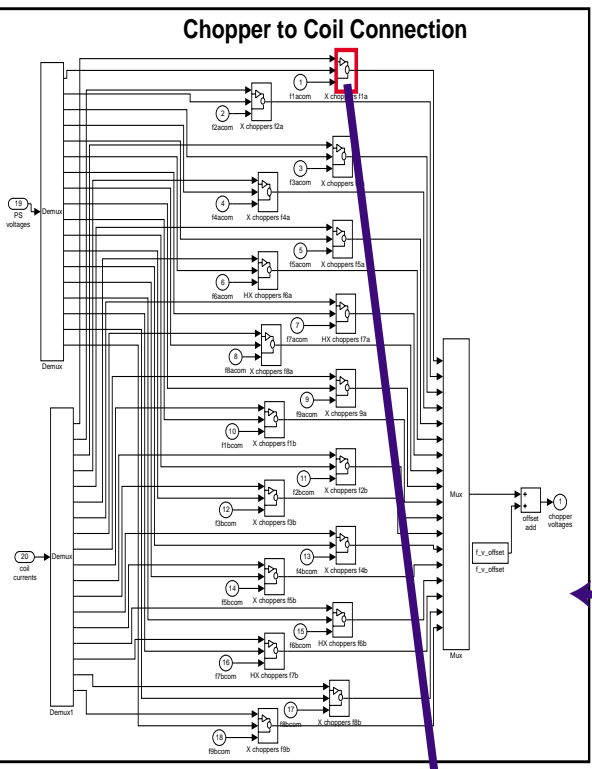 Chopper to Coil Connection
1
f1acom
X choppers f1a
2
f2acom
X choppers f2a
3
f3acom
X choppers
4
f4acom
X choppers f4a
19
PS
voltages
Demux
5
f5acom
X choppers f5a
6
f6acom
HX choppers f6a
7
f7acom
HX choppers f7a
8
f8acom
X choppers f8a
Demux
9
f9acom
X choppers 9a
10
f1bcom
X choppers f1b
11
f2bcom
X choppers f2b
12
f3bcom
X choppers f3b
Mux
+
+
offset
add
1
chopper
voltages
f_v_offset
f_v_offset
20
coil
currents
Demux
13
f4bcom
X choppers f4b
14
f5bcom
X choppers f5b
15
f6bcom
HX choppers f6b
16
f7bcom
HX choppers f7b
Mux
Demux1
17
f8bcom
X choppers f8b
18
f9bcom
X choppers f9b